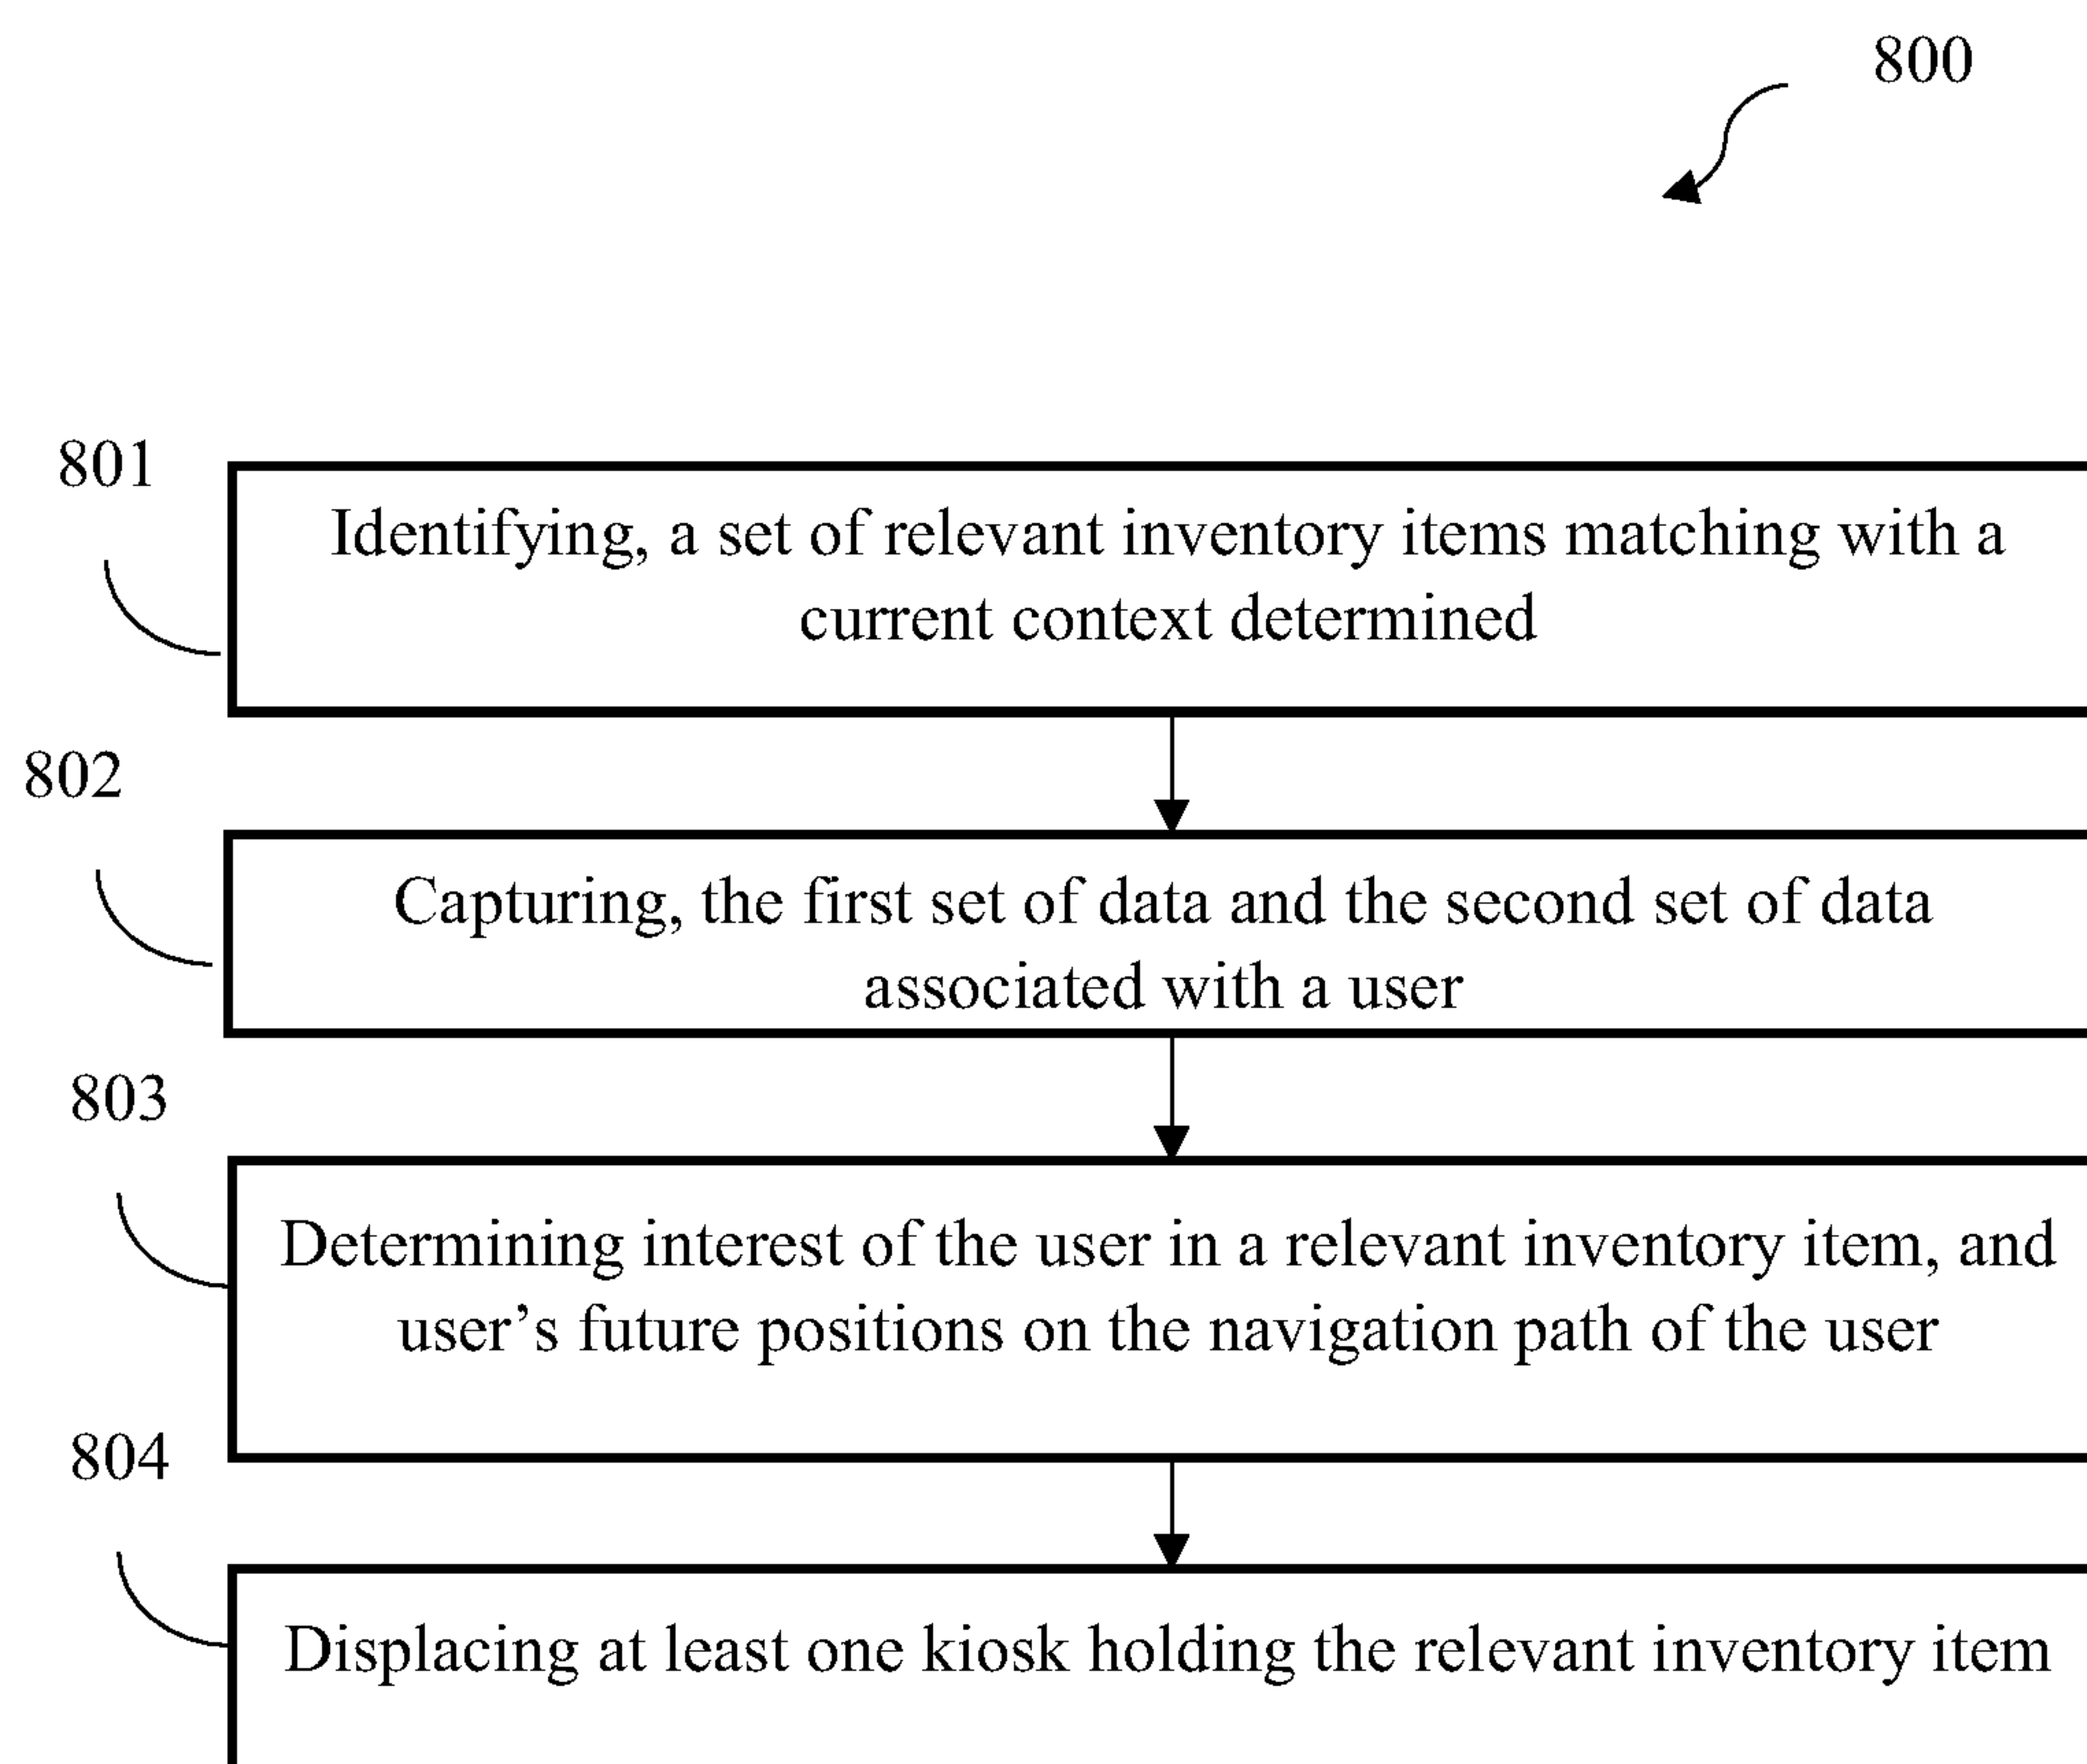 800
801
Identifying, a set of relevant inventory items matching with a
current context determined
802
Capturing, the first set of data and the second set of data
associated with a user
803
Determining interest of the user in a relevant inventory item, and
user’s future positions on the navigation path of the user
804
Displacing at least one kiosk holding the relevant inventory item